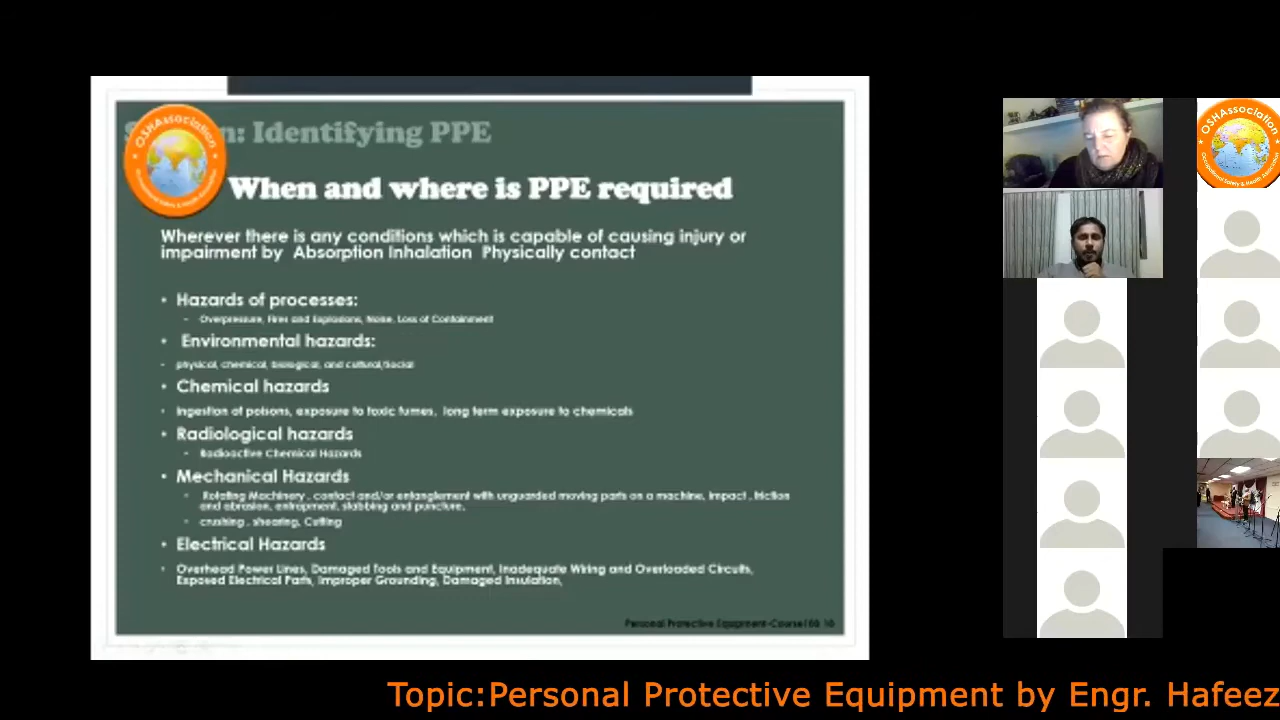 OSHAssociation
n: Identifying PPE
When and where is PPE required
Wherever there is any conditions which is capable of causing injury or
impairment by Absorption Inhalation Physically contact
• Hazards of processes:
- Overpressure, Fires and Explosions, Noise, Loss of Containment
• Environmental hazards:
- physical, chemical, biological, and cultural/Social
• Chemical hazards
• Ingestion of poisons, exposure to toxic fumes, long term exposure to chemicals
• Radiological hazards
- Radioactive Chemical Hazards
• Mechanical Hazards
• Rotating Machinery , contact and/or entanglement with unguarded moving parts on a machine, impact , friction
and abrasion, entrapment, stabbing and puncture.
• crushing , shearing, Cutting
• Electrical Hazards
• Overhead Power Lines, Damaged Tools and Equipment, Inadequate Wiring and Overloaded Circuits,
Exposed Electrical Parts, Improper Grounding, Damaged Insulation,
Personal Protective Equipment-Course
OSHAssociation
Occupational Safety & Health Association
Topic:Personal Protective Equipment by Engr. Hafeez